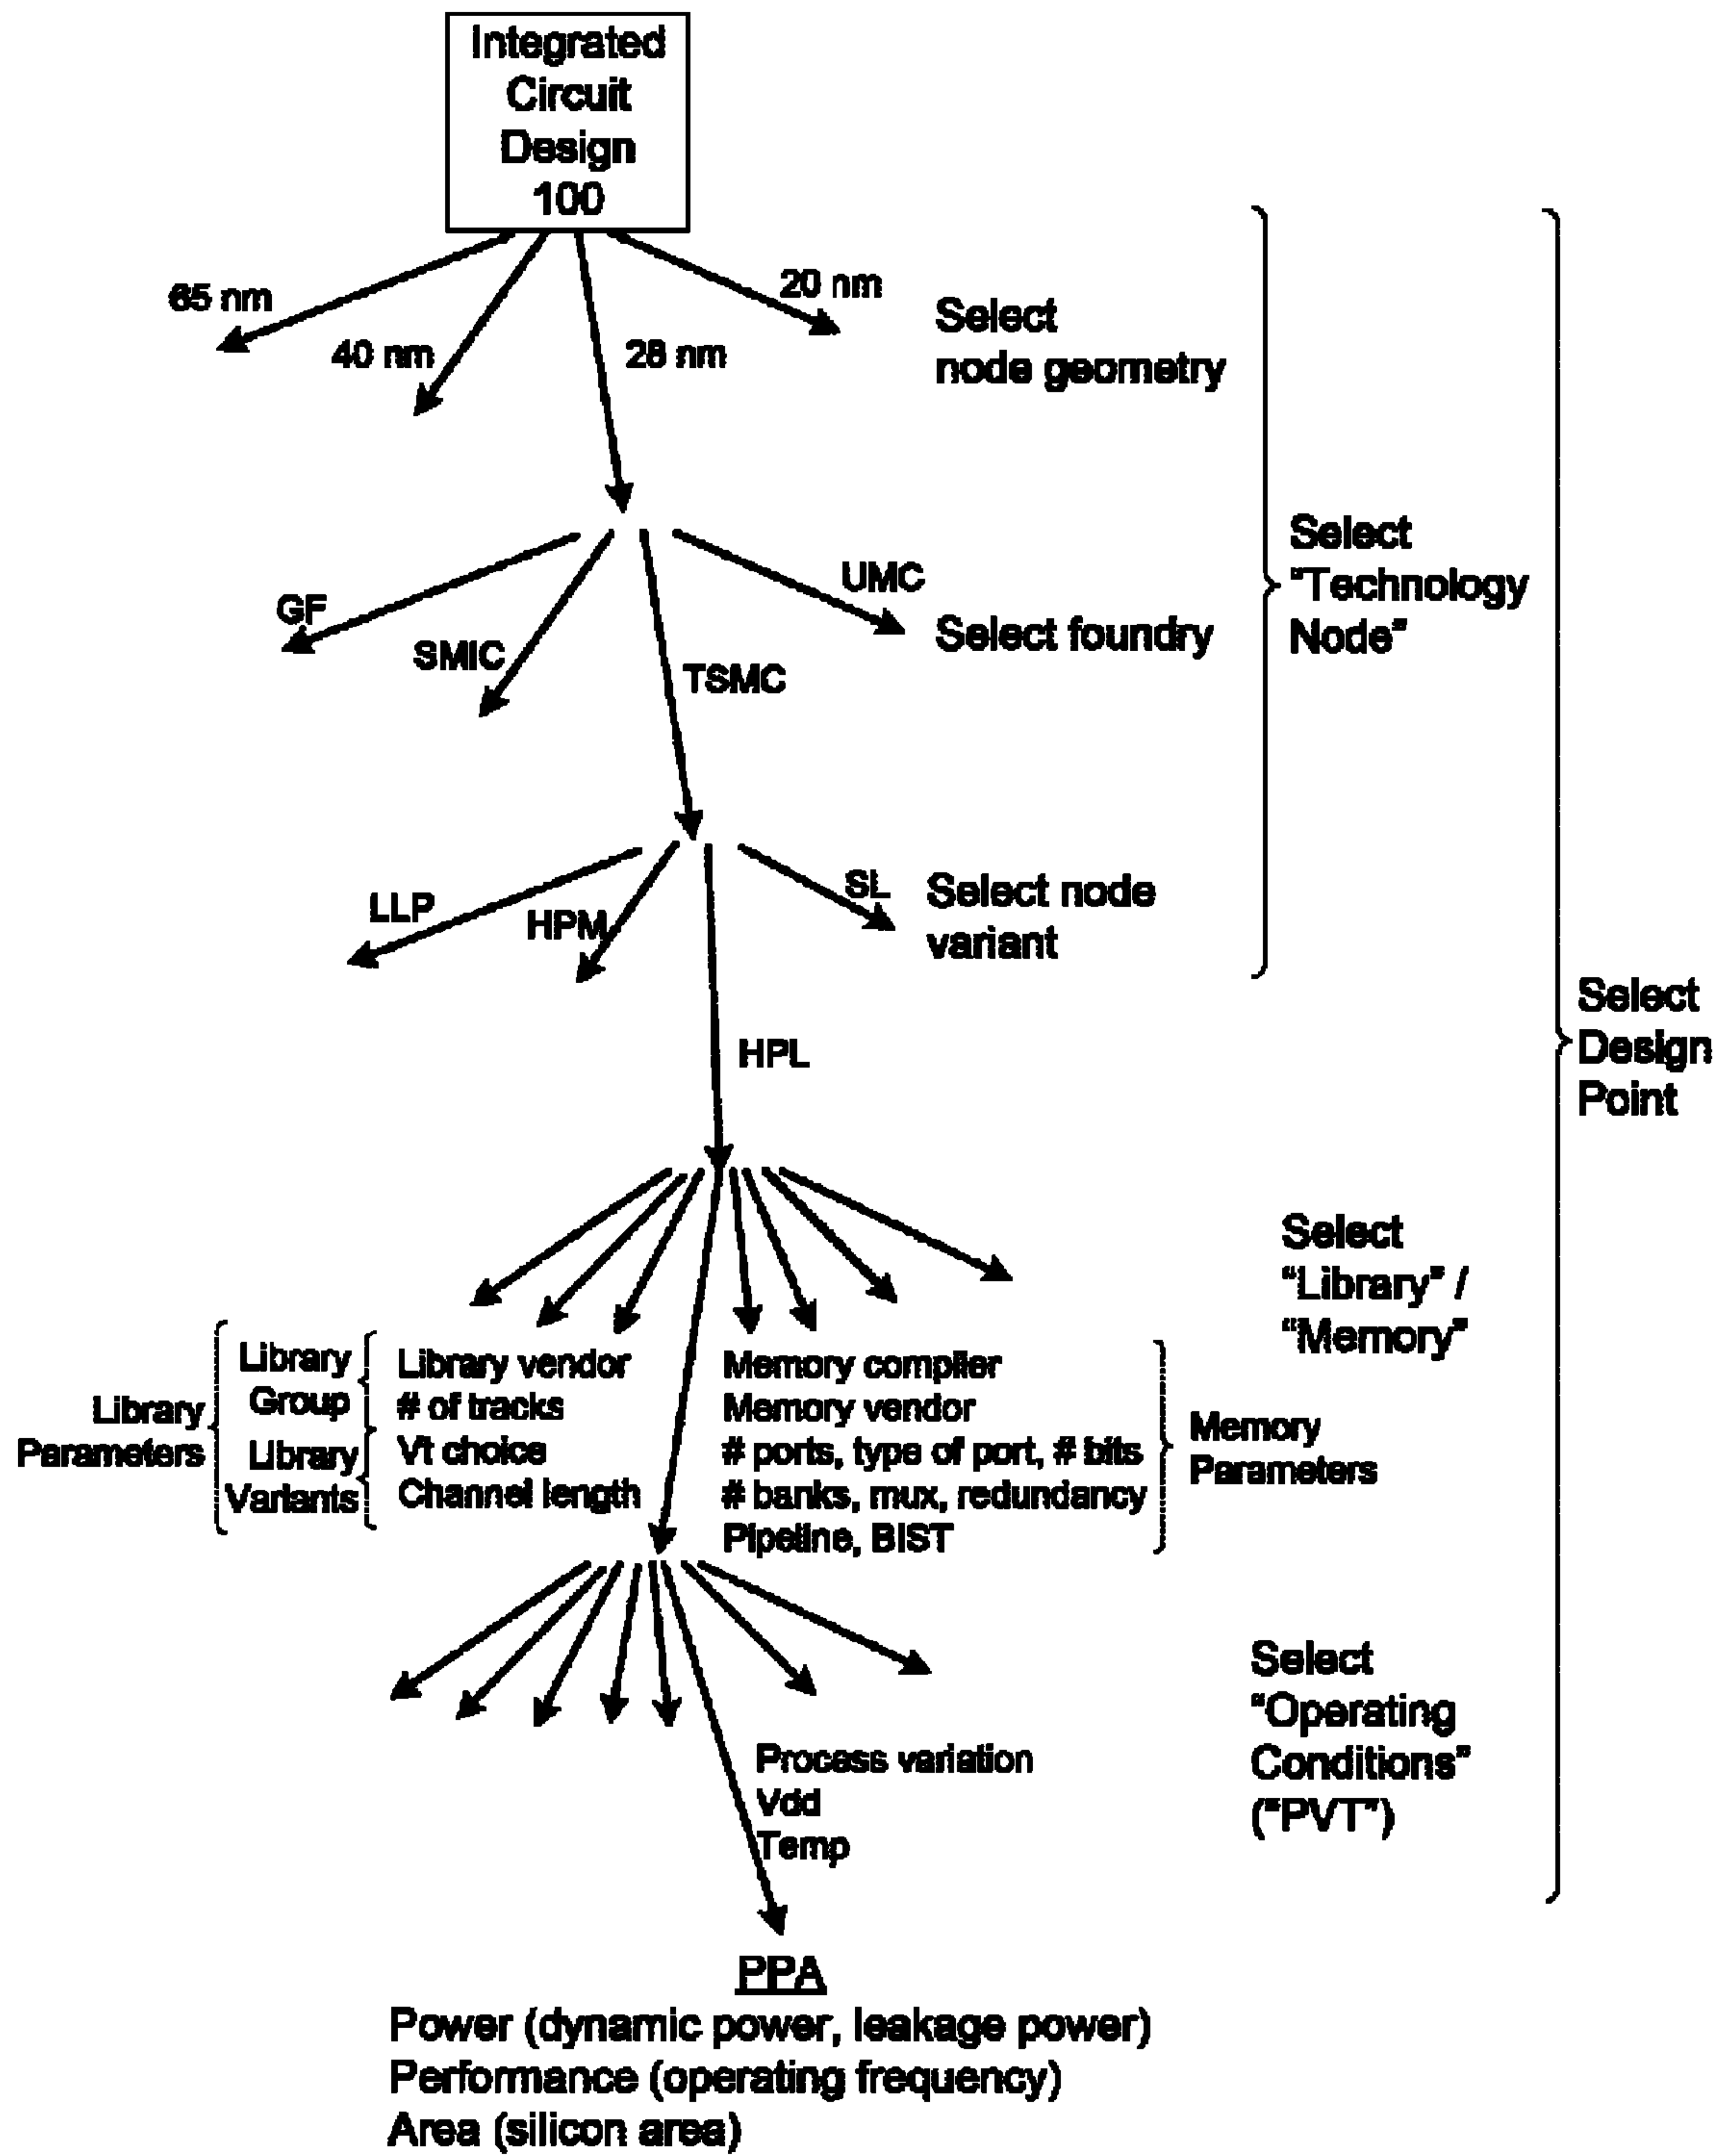 Integrated
Circuit
Design
100
65 nm
40 nm
28 nm
20 nm
Select
node geometry
GF
SMIC
TSMC
UMC
Select foundry
Select
“Technology
Node”
LLP
HPM
HPL
SL
Select node
variant
Select
Design
Point
Select
“Library” /
“Memory”
Library
Parameters
Library
Group
Library
Variants
Library vendor
# of tracks
Vt choice
Channel length
Memory compiler
Memory vendor
# ports, type of port, # bits
# banks, mux, redundancy
Pipeline, BIST
Memory
Parameters
Select
“Operating
Conditions”
(“PVT”)
Process variation
Vdd
Temp
PPA
Power (dynamic power, leakage power)
Performance (operating frequency)
Area (silicon area)